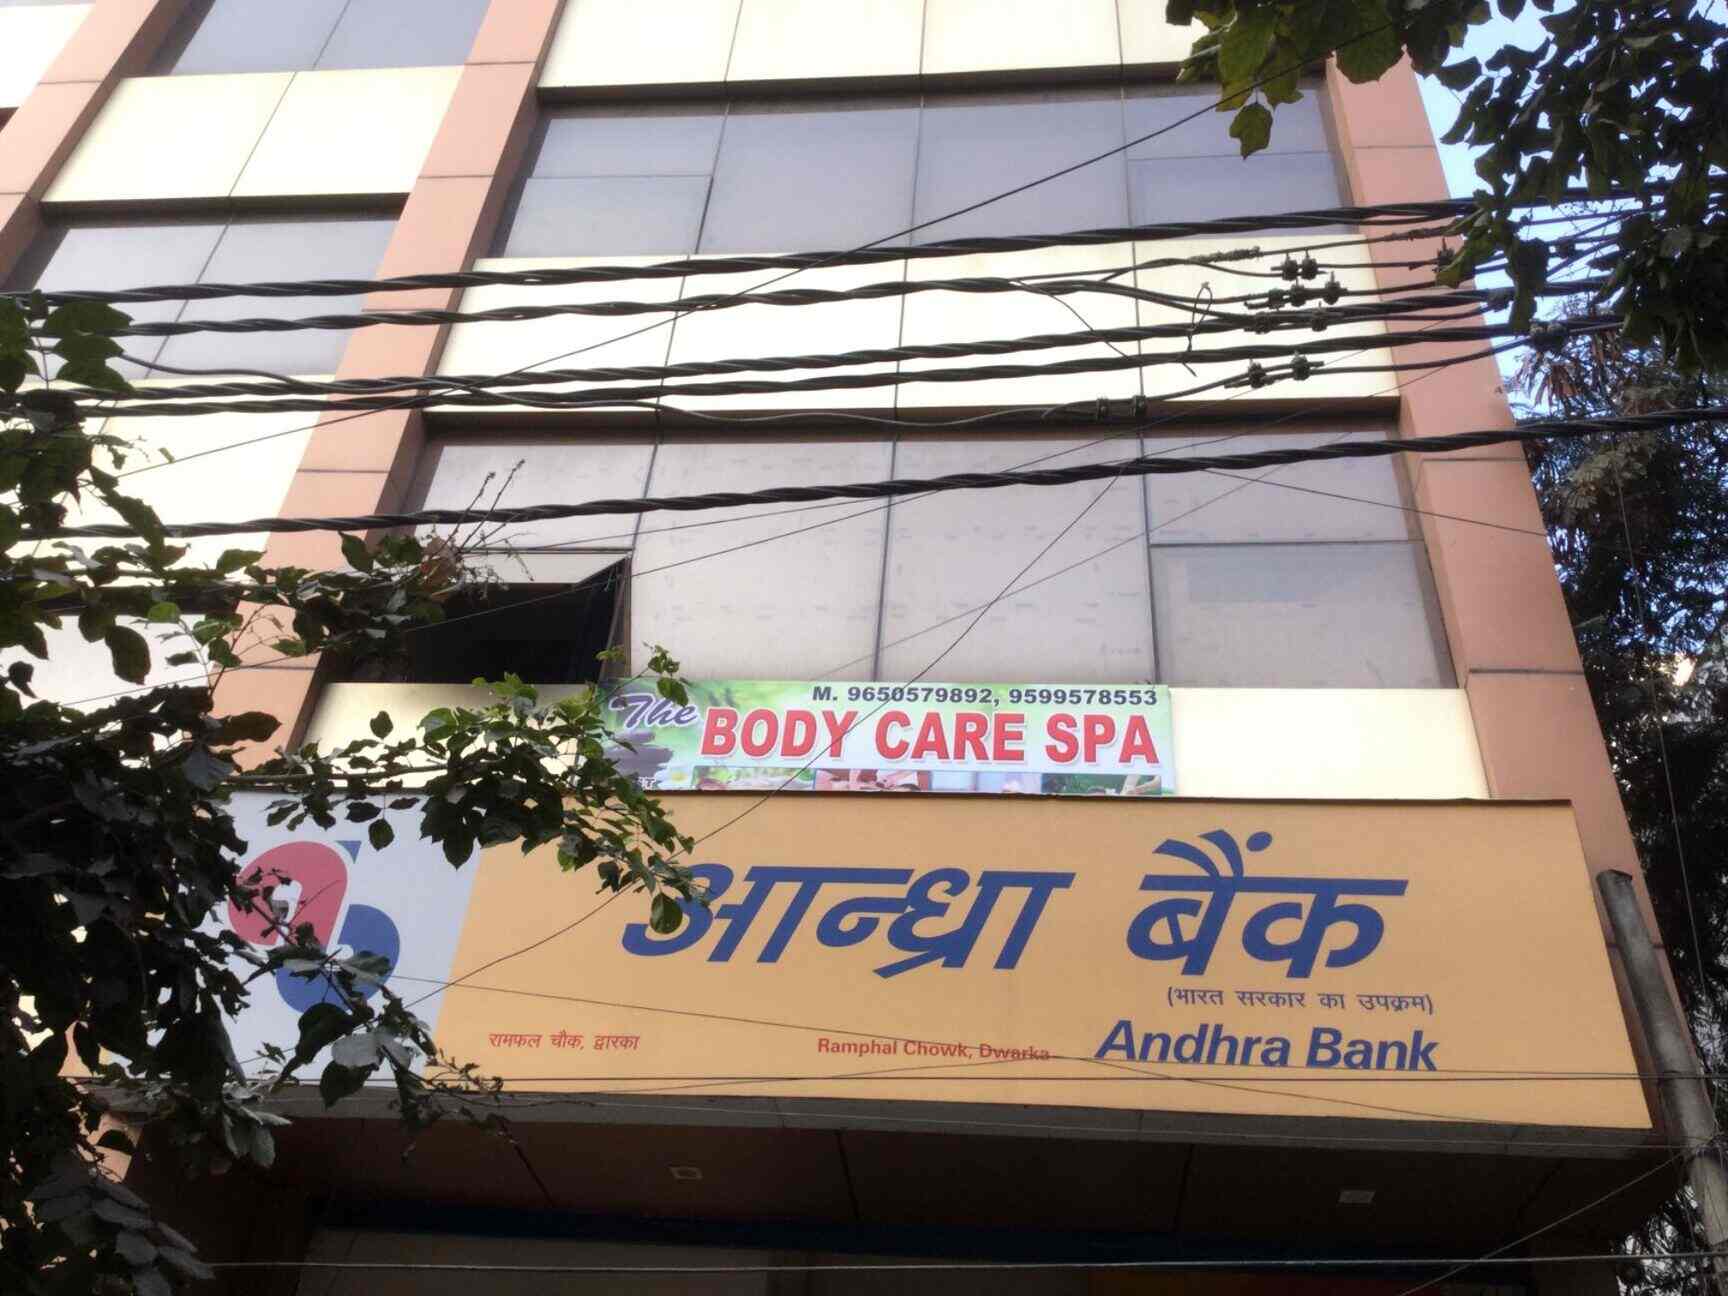 M. 9650579892, 9599578553
The BODY CARE SPA
आन्ध्रा बैंक
(भारत सरकार का उपक्रम)
रामफल चौक, द्वारका
Ramphal Chowk, Dwarka
Andhra Bank